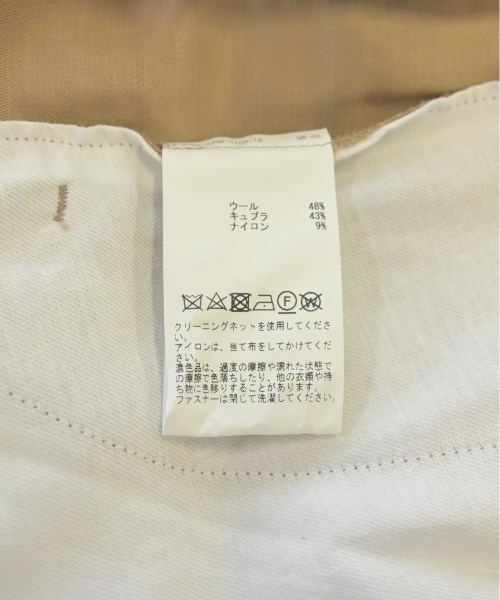 ウール 48%
キュプラ 43%
ナイロン 9%
F W
クリーニングネットを使用してくださ
い。
アイロンは、当て布をしてかけてくだ
さい。
濃色品は、過度の摩擦や濡れた状態で
の摩擦で色落ちしたり、他の衣類や持
ち物に色移りすることがあります。
ファスナーは閉じて洗濯してください。